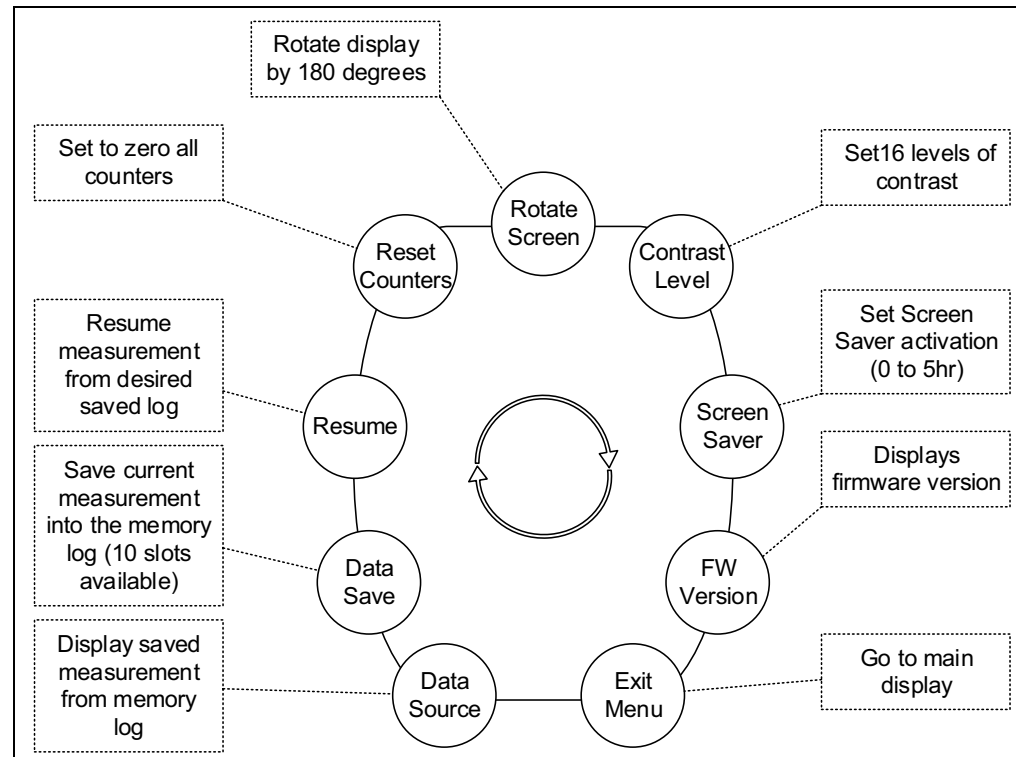 Rotate display
by 180 degrees
Set to zero all
counters
Set16 levels of
contrast
Rotate
Screen
Reset
Counters
Contrast
Level
Resume
measurement
from desired
saved log
Set Screen
Saver activation
(0 to 5hr)
Resume
Screen
Saver
Save current
measurement
into the memory
log (10 slots
available)
Displays
firmware version
Data
Save
FW
Version
Display saved
measurement
from memory
log
Data
Source
Exit
Menu
Go to main
display